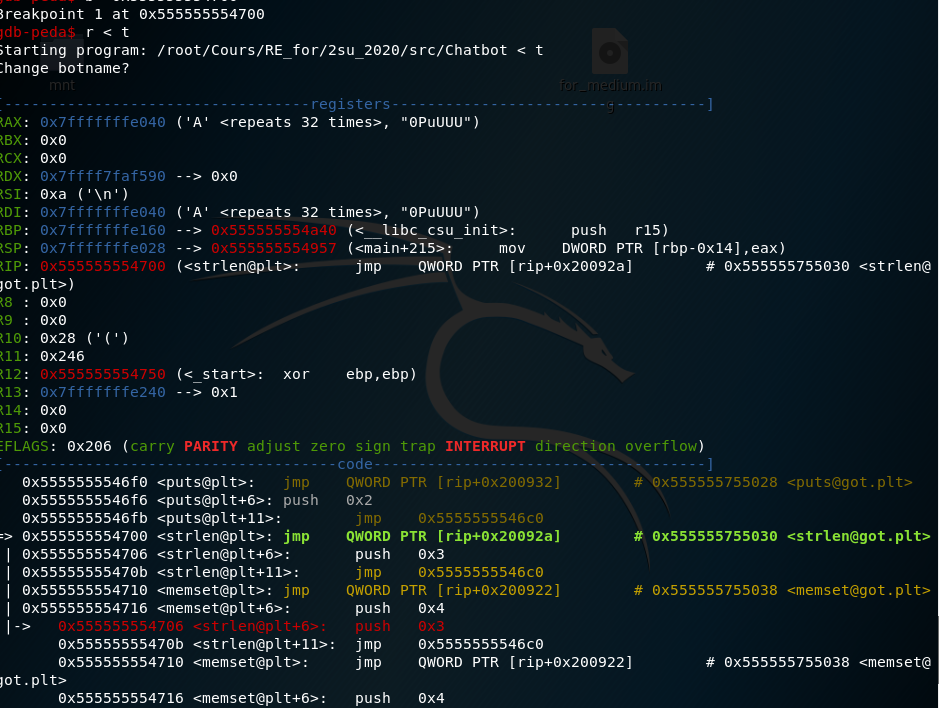 Breakpoint 1 at 0x555555554700
gdb-peda$ r < t
Starting program: /root/Cours/RE_for/2su_2020/src/Chatbot < t
Change botname?
mnt
for_medium.im
g
[----------------------------------registers-----------------------------------]
RAX: 0x7fffffffe040 ('A' <repeats 32 times>, "0PuUUU")
RBX: 0x0
RCX: 0x0
RDX: 0x7ffff7faf590 --> 0x0
RSI: 0xa ('\n')
RDI: 0x7fffffffe040 ('A' <repeats 32 times>, "0PuUUU")
RBP: 0x7fffffffe160 --> 0x555555554a40 (<__libc_csu_init>: push r15)
RSP: 0x7fffffffe028 --> 0x555555554957 (<main+215>: mov DWORD PTR [rbp-0x14],eax)
RIP: 0x555555554700 (<strlen@plt>: jmp QWORD PTR [rip+0x20092a] # 0x555555755030 <strlen@
got.plt>)
R8 : 0x0
R9 : 0x0
R10: 0x28 ('(')
R11: 0x246
R12: 0x555555554750 (<_start>: xor ebp,ebp)
R13: 0x7fffffffe240 --> 0x1
R14: 0x0
R15: 0x0
EFLAGS: 0x206 (carry PARITY adjust zero sign trap INTERRUPT direction overflow)
[-------------------------------------code-------------------------------------]
0x5555555546f0 <puts@plt>: jmp QWORD PTR [rip+0x200932] # 0x555555755028 <puts@got.plt>
0x5555555546f6 <puts@plt+6>: push 0x2
0x5555555546fb <puts@plt+11>: jmp 0x5555555546c0
=> 0x555555554700 <strlen@plt>: jmp QWORD PTR [rip+0x20092a] # 0x555555755030 <strlen@got.plt>
| 0x555555554706 <strlen@plt+6>: push 0x3
| 0x55555555470b <strlen@plt+11>: jmp 0x5555555546c0
| 0x555555554710 <memset@plt>: jmp QWORD PTR [rip+0x200922] # 0x555555755038 <memset@got.plt>
| 0x555555554716 <memset@plt+6>: push 0x4
|-> 0x555555554706 <strlen@plt+6>: push 0x3
0x55555555470b <strlen@plt+11>: jmp 0x5555555546c0
0x555555554710 <memset@plt>: jmp QWORD PTR [rip+0x200922] # 0x555555755038 <memset@
got.plt>
0x555555554716 <memset@plt+6>: push 0x4